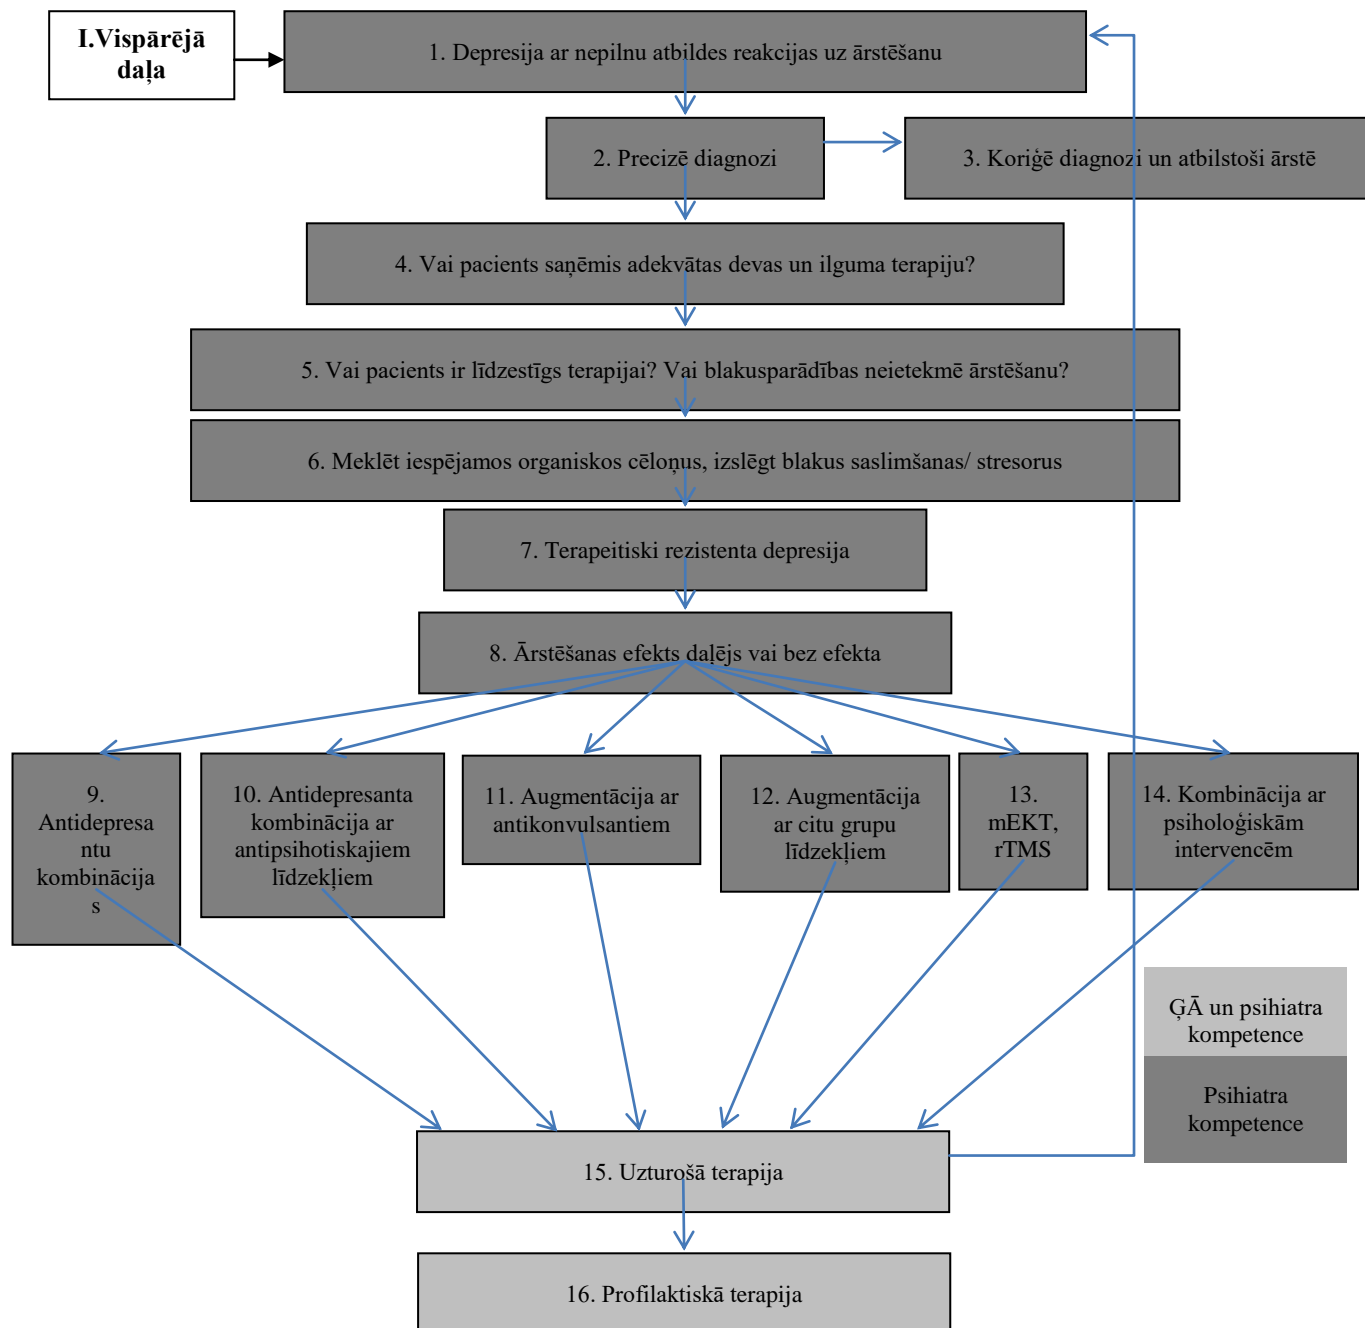 I.Vispārējā
daļa
1. Depresija ar nepilnu atbildes reakcijas uz ārstēšanu
2. Precizē diagnozi
3. Koriģē diagnozi un atbilstoši ārstē
4. Vai pacients saņēmis adekvātas devas un ilguma terapiju?
5. Vai pacients ir līdzestīgs terapijai? Vai blakusparādības neietekmē ārstēšanu?
6. Meklēt iespējamos organiskos cēloņus, izslēgt blakus saslimšanas/ stresorus
7. Terapeitiski rezistenta depresija
8. Ārstēšanas efekts daļējs vai bez efekta
9.
Antidepresa
ntu
kombinācija
s
10. Antidepresanta
kombinācija ar
antipsihotiskajiem
līdzekļiem
11. Augmentācija ar
antikonvulsantiem
12. Augmentācija
ar citu grupu
līdzekļiem
13.
mEKT,
rTMS
14. Kombinācija ar
psiholoģiskām
intervencēm
ĢĀ un psihiatra
kompetence
Psihiatra
kompetence
15. Uzturošā terapija
16. Profilaktiskā terapija